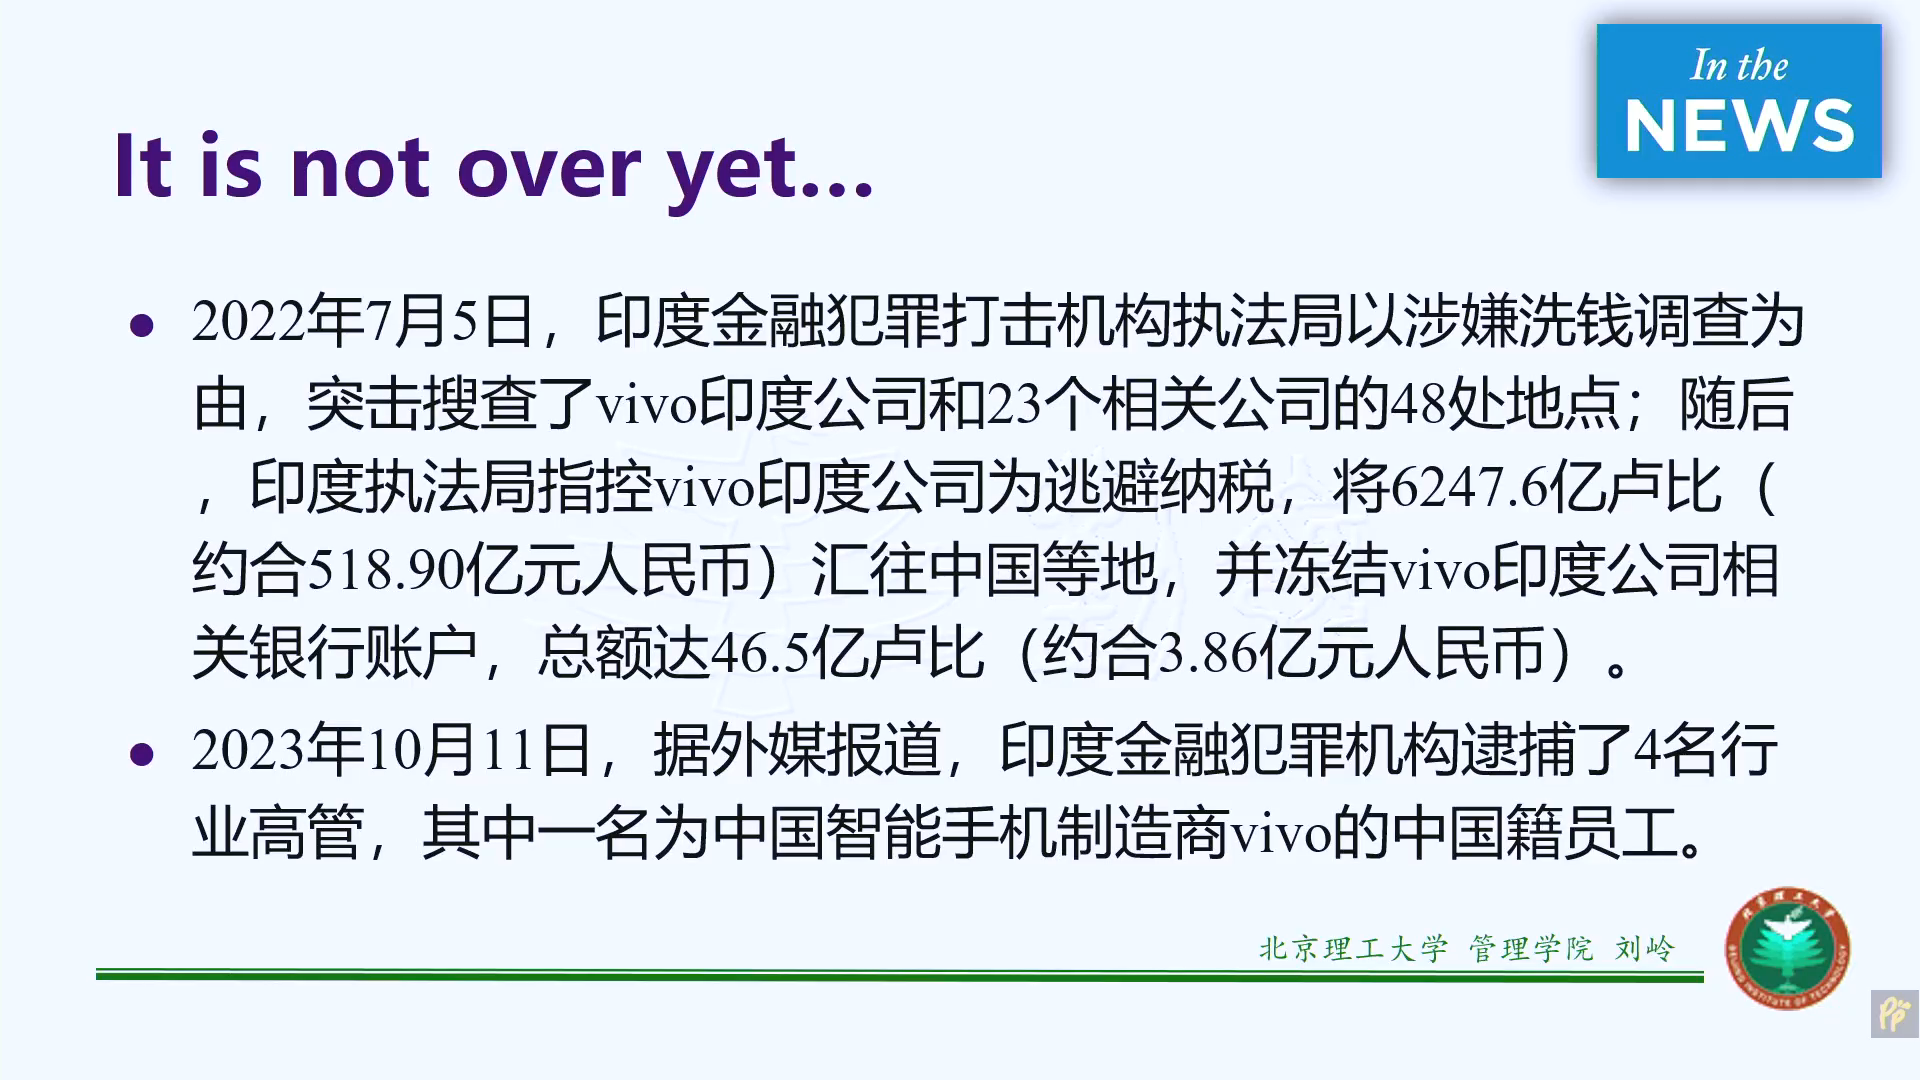 In the
NEWS
It is not over yet...
● 2022年7月5日，印度金融犯罪打击机构执法局以涉嫌洗钱调查为
由，突击搜查了vivo印度公司和23个相关公司的48处地点；随后
，印度执法局指控vivo印度公司为逃避纳税，将6247.6亿卢比（
约合518.90亿元人民币）汇往中国等地，并冻结vivo印度公司相
关银行账户，总额达46.5亿卢比（约合3.86亿元人民币）。
● 2023年10月11日，据外媒报道，印度金融犯罪机构逮捕了4名行
业高管，其中一名为中国智能手机制造商vivo的中国籍员工。
北京理工大学 管理学院 刘岭
北京理工大学
BEIJING INSTITUTE OF TECHNOLOGY
Pp